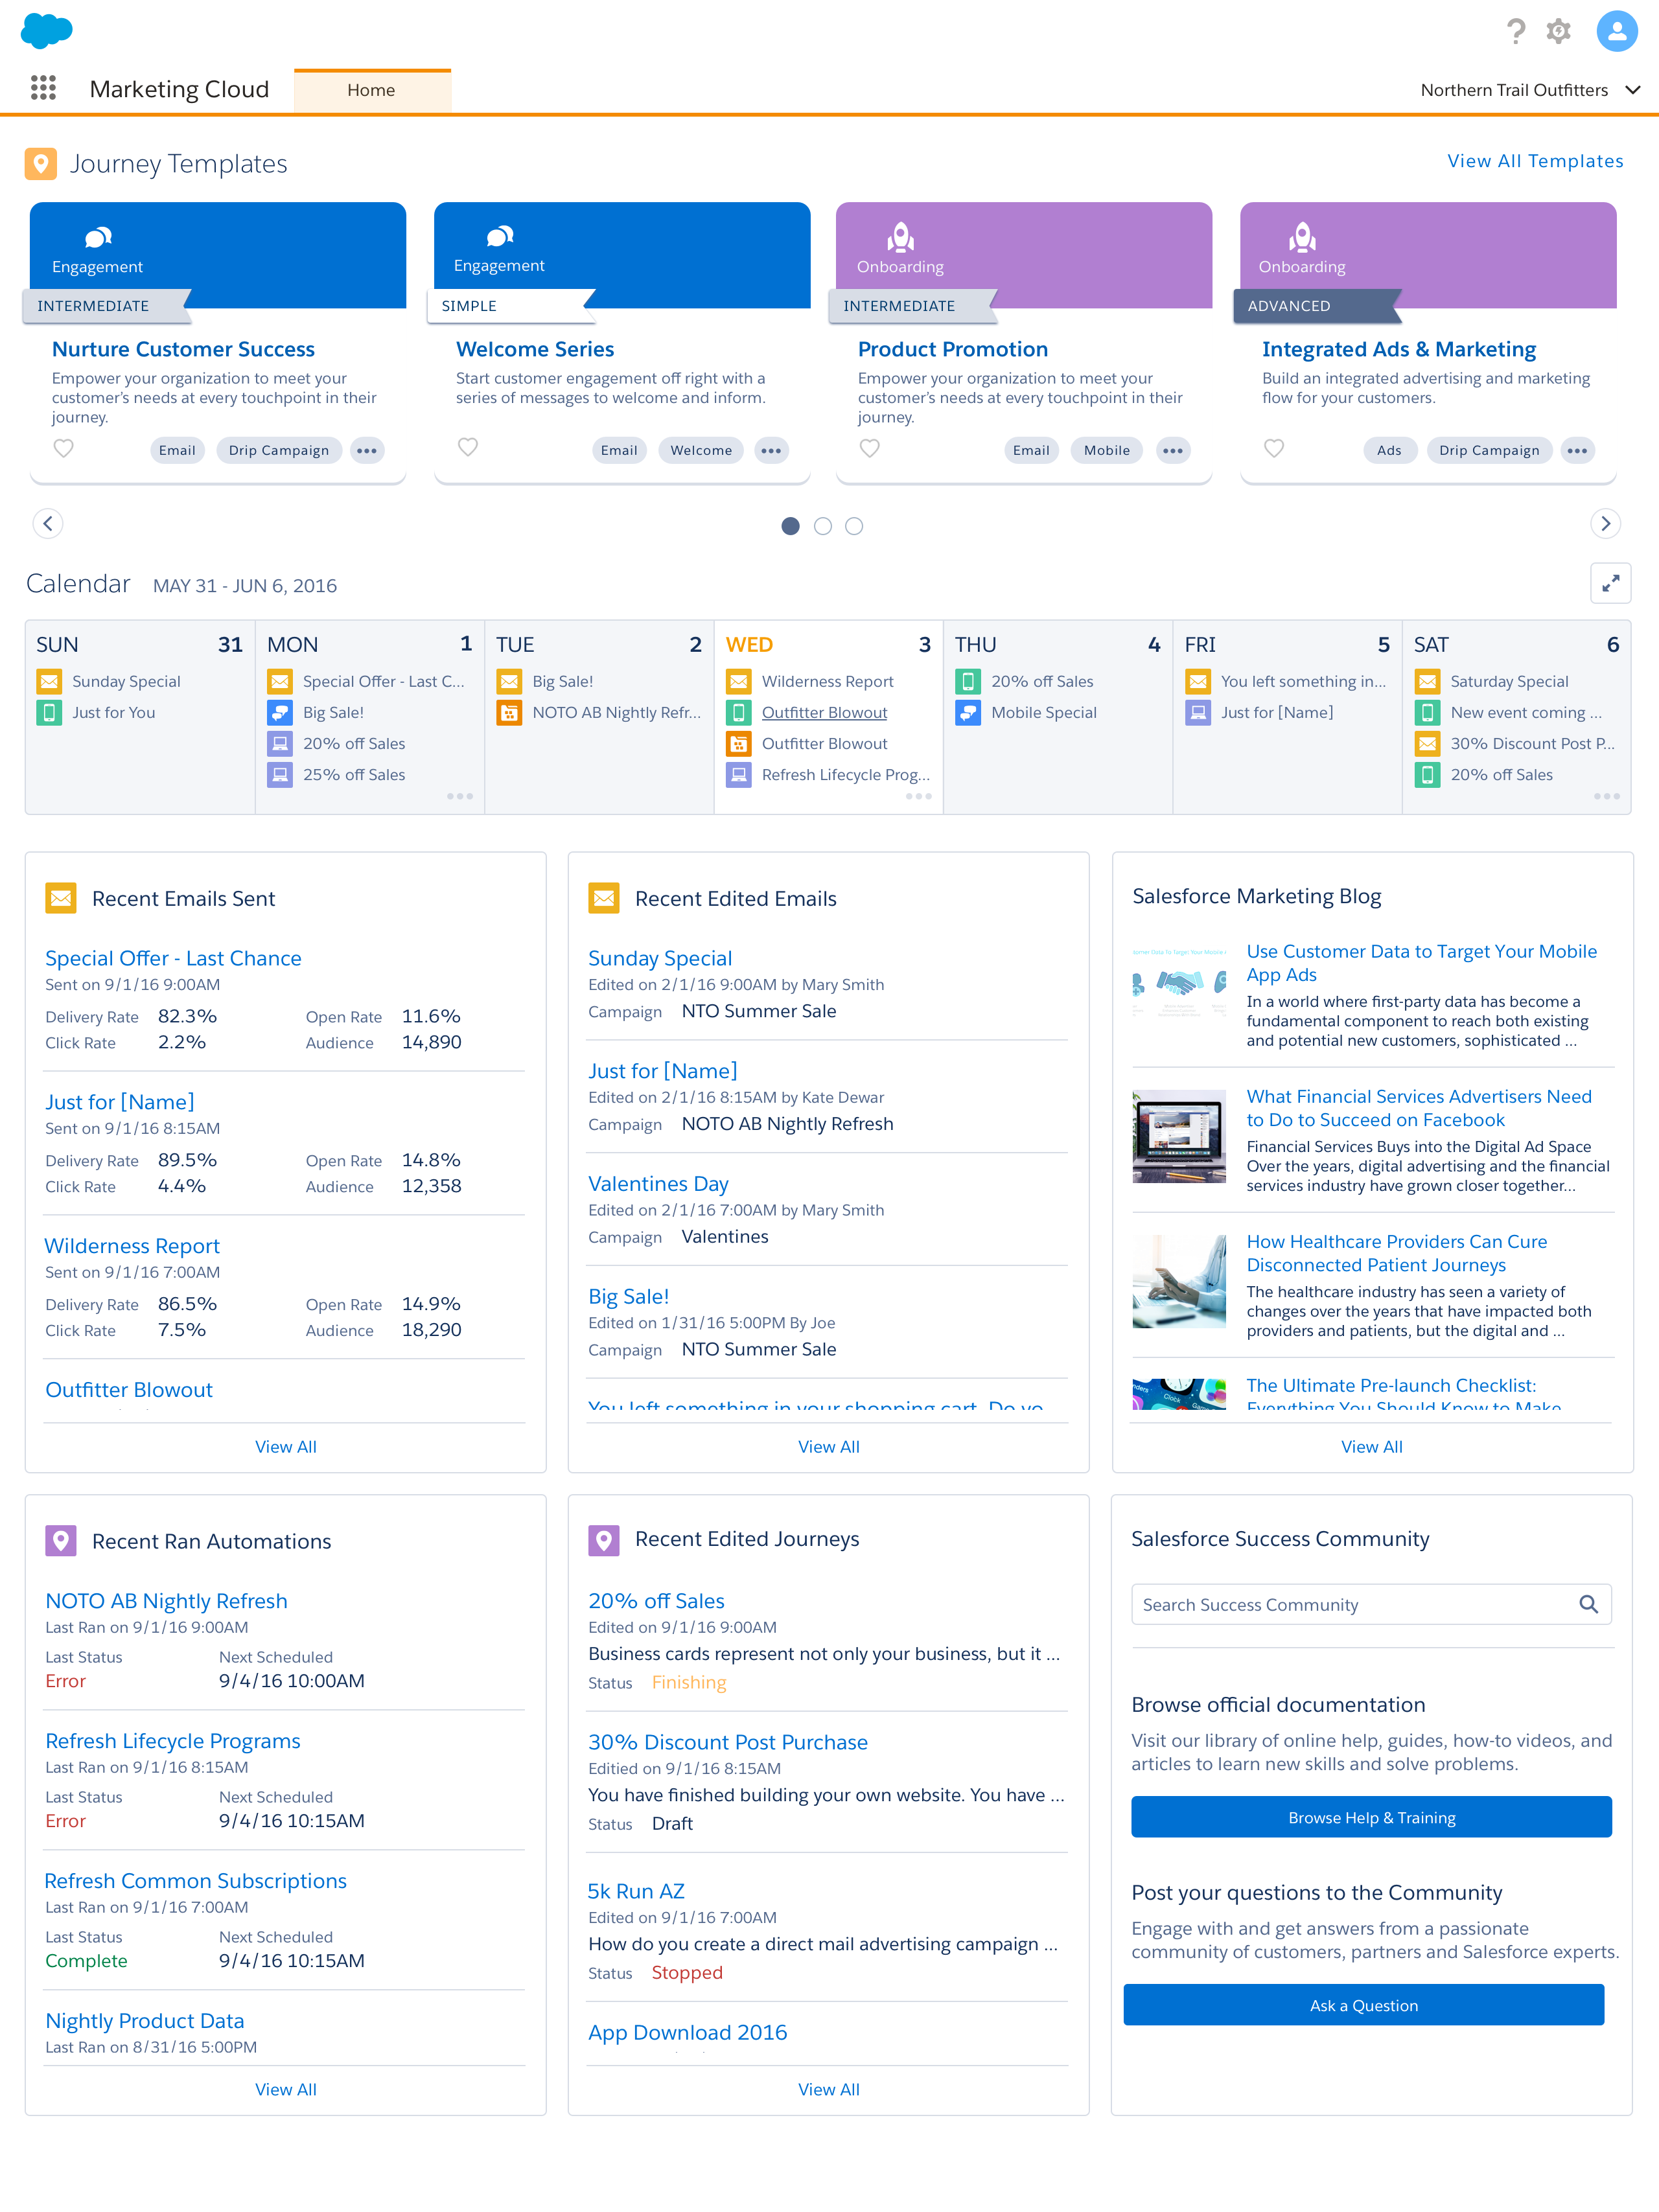 Marketing Cloud
Home
Northern Trail Outfitters
Journey Templates
View All Templates
Engagement
INTERMEDIATE
Nurture Customer Success
Empower your organization to meet your
customer's needs at every touchpoint in their
journey.
Email Drip Campaign
Engagement
SIMPLE
Welcome Series
Start customer engagement off right with a
series of messages to welcome and inform.
Email Welcome
Onboarding
INTERMEDIATE
Product Promotion
Empower your organization to meet your
customer's needs at every touchpoint in their
journey.
Email Mobile
Onboarding
ADVANCED
Integrated Ads & Marketing
Build an integrated advertising and marketing
flow for your customers.
Ads Drip Campaign
Calendar MAY 31 - JUN 6, 2016
SUN 31
Sunday Special
Just for You
MON 1
Special Offer - Last C...
Big Sale!
20% off Sales
25% off Sales
TUE 2
Big Sale!
NOTO AB Nightly Refr...
WED 3
Wilderness Report
Outfitter Blowout
Outfitter Blowout
Refresh Lifecycle Prog...
THU 4
20% off Sales
Mobile Special
FRI 5
You left something in...
Just for [Name]
SAT 6
Saturday Special
New event coming ...
30% Discount Post P...
20% off Sales
Recent Emails Sent
Special Offer - Last Chance
Sent on 9/1/16 9:00AM
Delivery Rate 82.3% Open Rate 11.6%
Click Rate 2.2% Audience 14,890
Just for [Name]
Sent on 9/1/16 8:15AM
Delivery Rate 89.5% Open Rate 14.8%
Click Rate 4.4% Audience 12,358
Wilderness Report
Sent on 9/1/16 7:00AM
Delivery Rate 86.5% Open Rate 14.9%
Click Rate 7.5% Audience 18,290
Outfitter Blowout
View All
Recent Edited Emails
Sunday Special
Edited on 2/1/16 9:00AM by Mary Smith
Campaign NTO Summer Sale
Just for [Name]
Edited on 2/1/16 8:15AM by Kate Dewar
Campaign NOTO AB Nightly Refresh
Valentines Day
Edited on 2/1/16 7:00AM by Mary Smith
Campaign Valentines
Big Sale!
Edited on 1/31/16 5:00PM By Joe
Campaign NTO Summer Sale
You left something in your shopping cart. Do yo
View All
Salesforce Marketing Blog
Use Customer Data to Target Your Mobile
App Ads
In a world where first-party data has become a
fundamental component to reach both existing
and potential new customers, sophisticated ...
What Financial Services Advertisers Need
to Do to Succeed on Facebook
Financial Services Buys into the Digital Ad Space
Over the years, digital advertising and the financial
services industry have grown closer together...
How Healthcare Providers Can Cure
Disconnected Patient Journeys
The healthcare industry has seen a variety of
changes over the years that have impacted both
providers and patients, but the digital and ...
The Ultimate Pre-launch Checklist:
Everything You Should Know to Make
View All
Recent Ran Automations
NOTO AB Nightly Refresh
Last Ran on 9/1/16 9:00AM
Last Status Next Scheduled
Error 9/4/16 10:00AM
Refresh Lifecycle Programs
Last Ran on 9/1/16 8:15AM
Last Status Next Scheduled
Error 9/4/16 10:15AM
Refresh Common Subscriptions
Last Ran on 9/1/16 7:00AM
Last Status Next Scheduled
Complete 9/4/16 10:15AM
Nightly Product Data
Last Ran on 8/31/16 5:00PM
View All
Recent Edited Journeys
20% off Sales
Edited on 9/1/16 9:00AM
Business cards represent not only your business, but it ...
Status Finishing
30% Discount Post Purchase
Editied on 9/1/16 8:15AM
You have finished building your own website. You have ...
Status Draft
5k Run AZ
Edited on 9/1/16 7:00AM
How do you create a direct mail advertising campaign ...
Status Stopped
App Download 2016
View All
Salesforce Success Community
Search Success Community
Browse official documentation
Visit our library of online help, guides, how-to videos, and
articles to learn new skills and solve problems.
Browse Help & Training
Post your questions to the Community
Engage with and get answers from a passionate
community of customers, partners and Salesforce experts.
Ask a Question